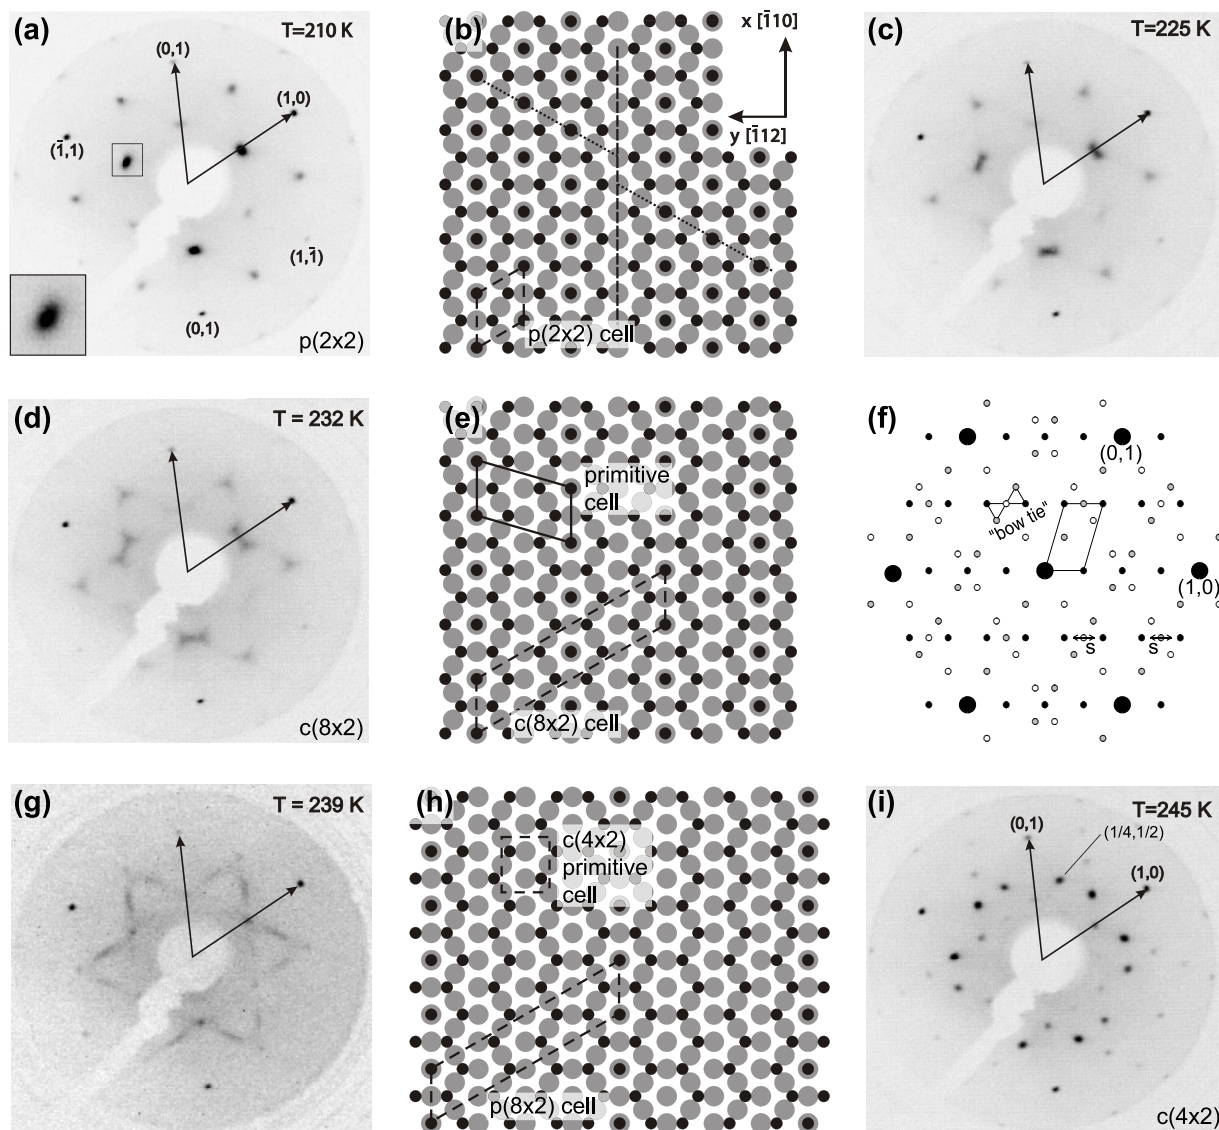 (a)
T=210 K
(0,1)
(1,0)
(1̅,1)
(1,1̅)
(0,1)
p(2x2)
(b)
x [1̅10]
y [1̅12]
p(2x2) cell
(c)
T=225 K
(d)
T = 232 K
c(8x2)
(e)
primitive
cell
c(8x2) cell
(f)
(0,1)
"bow tie"
(1,0)
s
s
(g)
T = 239 K
(h)
c(4x2)
primitive
cell
p(8x2) cell
(i)
T=245 K
(0,1)
(1/4,1/2)
(1,0)
c(4x2)